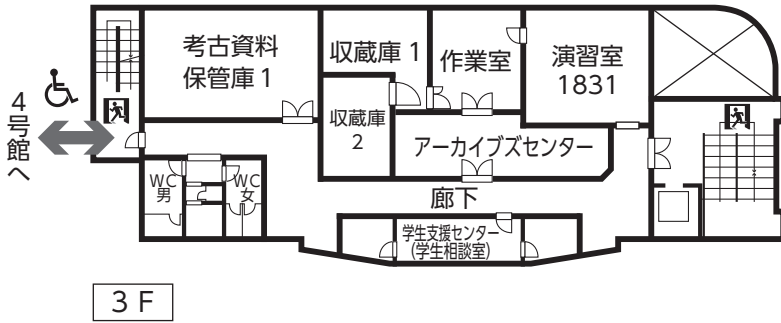 考古資料
保管庫1
収蔵庫1
作業室
演習室
1831
収蔵庫
2
アーカイブズセンター
4号館へ
WC
男
WC
女
廊下
学生支援センター
(学生相談室)
3F